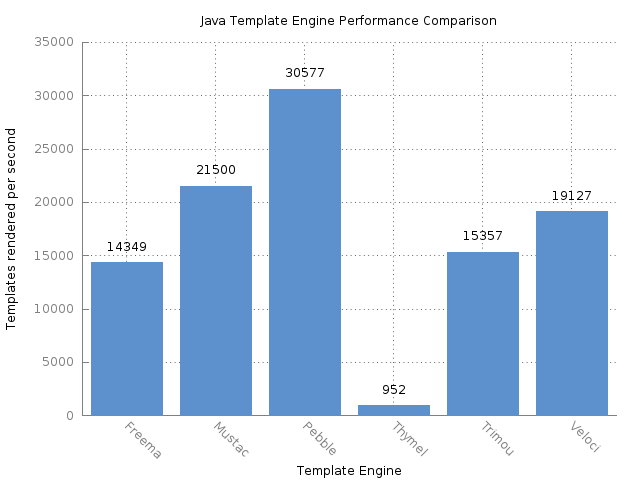 Java Template Engine Performance Comparison
35000
30000
25000
20000
15000
10000
5000
0
Templates rendered per second
14349
21500
30577
952
15357
19127
Freema
Mustac
Pebble
Thymel
Trimou
Veloci
Template Engine